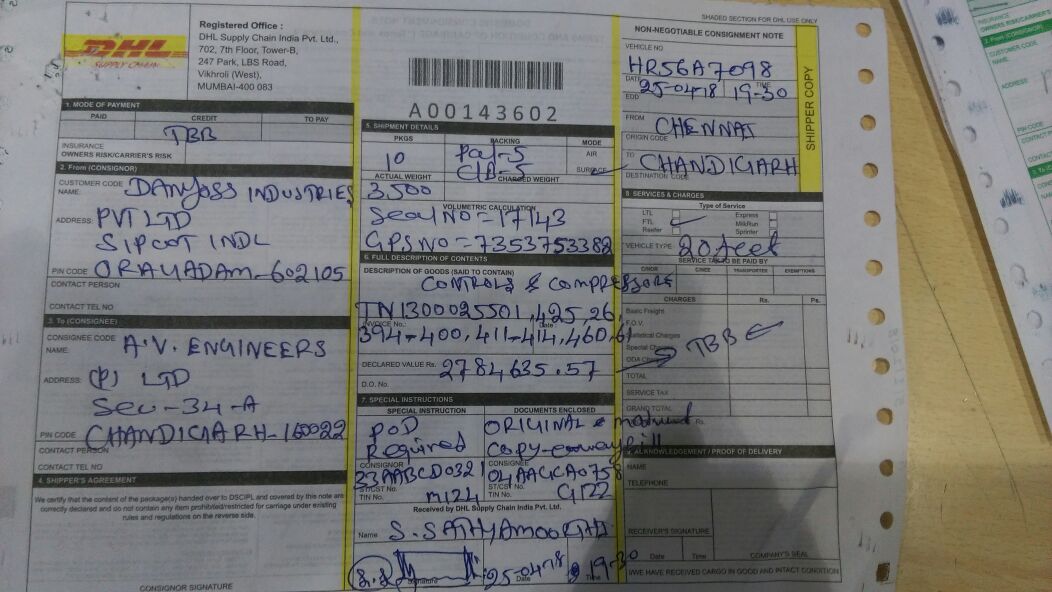 SHADED SECTION FOR DHL USE ONLY
DHL
SUPPLY CHAIN
Registered Office :
DHL Supply Chain India Pvt. Ltd.,
702, 7th Floor, Tower-B,
247 Park, LBS Road,
Vikhroli (West),
MUMBAI-400 083
A00143602
NON-NEGOTIABLE CONSIGNMENT NOTE
VEHICLE NO
HR56A7098
DATE TIME
25-04-18 19-30
EDD
FROM CHENNAI
ORIGIN CODE
TO CHANDIGARH
DESTINATION CODE
SHIPPER COPY
1. MODE OF PAYMENT
PAID CREDIT TO PAY
TBB
INSURANCE
OWNERS RISK/CARRIER'S RISK
2. From (CONSIGNOR)
CUSTOMER CODE
NAME: DANfoss INDUSTRIES
ADDRESS: PVT LTD
SIPCOT INDL
PIN CODE ORAYADAM-602105
CONTACT PERSON
CONTACT TEL NO
3. To (CONSIGNEE)
CONSIGNEE CODE
NAME: A.V. ENGINEERS
ADDRESS: (P) LTD
Sec-34-A
PIN CODE CHANDIGARH-160022
CONTACT PERSON
CONTACT TEL NO
4. SHIPPER'S AGREEMENT
We certify that the content of the package(s) handed over to DSCIPL and covered by this note are
correctly declared and do not contain any item prohibited/restricted for carriage under existing
rules and regulations on the reverse side.
CONSIGNOR SIGNATURE
5. SHIPMENT DETAILS
PKGS PACKING MODE
10 Pal-5 AIR
C/B-5 SURFACE
ACTUAL WEIGHT CHARGED WEIGHT
3500
VOLUMETRIC CALCULATION
Seal No=17143
GPS NO=7353753382
6. FULL DESCRIPTION OF CONTENTS
DESCRIPTION OF GOODS (SAID TO CONTAIN)
CONTROLS & COMPRESSORS
TN1300025501,425,26,
INVOICE No. Date
394-400,411-414,460,61
DECLARED VALUE Rs. 2784635.57
D.O. No.
7. SPECIAL INSTRUCTIONS
SPECIAL INSTRUCTION DOCUMENTS ENCLOSED
POD ORIGINAL &
Required copy-
CONSIGNOR CONSIGNEE
33AABCD0321 04AAGCA0758
ST/CST No. ST/CST No.
TIN No. M1Z4 TIN No. G1Z2
Received by DHL Supply Chain India Pvt. Ltd.
Name S. SATHYAMOORTHI
25-04-18 19-30
Signature Date Time
8. SERVICES & CHARGES
Type of Service
LTL Express
FTL MilkRun
Reefer Sprinter
VEHICLE TYPE: 20 feet
SERVICE TAX TO BE PAID BY
C/NOR C/NEE TRANSPORTER EXEMPTIONS
CHARGES Rs. Ps.
Basic Freight
F.O.V.
Statistical Charges
Special Charges
TBB
ODA Charges
TOTAL
SERVICE TAX
GRAND TOTAL
Rs.
9. ACKNOWLEDGEMENT / PROOF OF DELIVERY
NAME
TELEPHONE
RECEIVER'S SIGNATURE
Date Time COMPANY'S SEAL
I/WE HAVE RECEIVED CARGO IN GOOD AND INTACT CONDITION